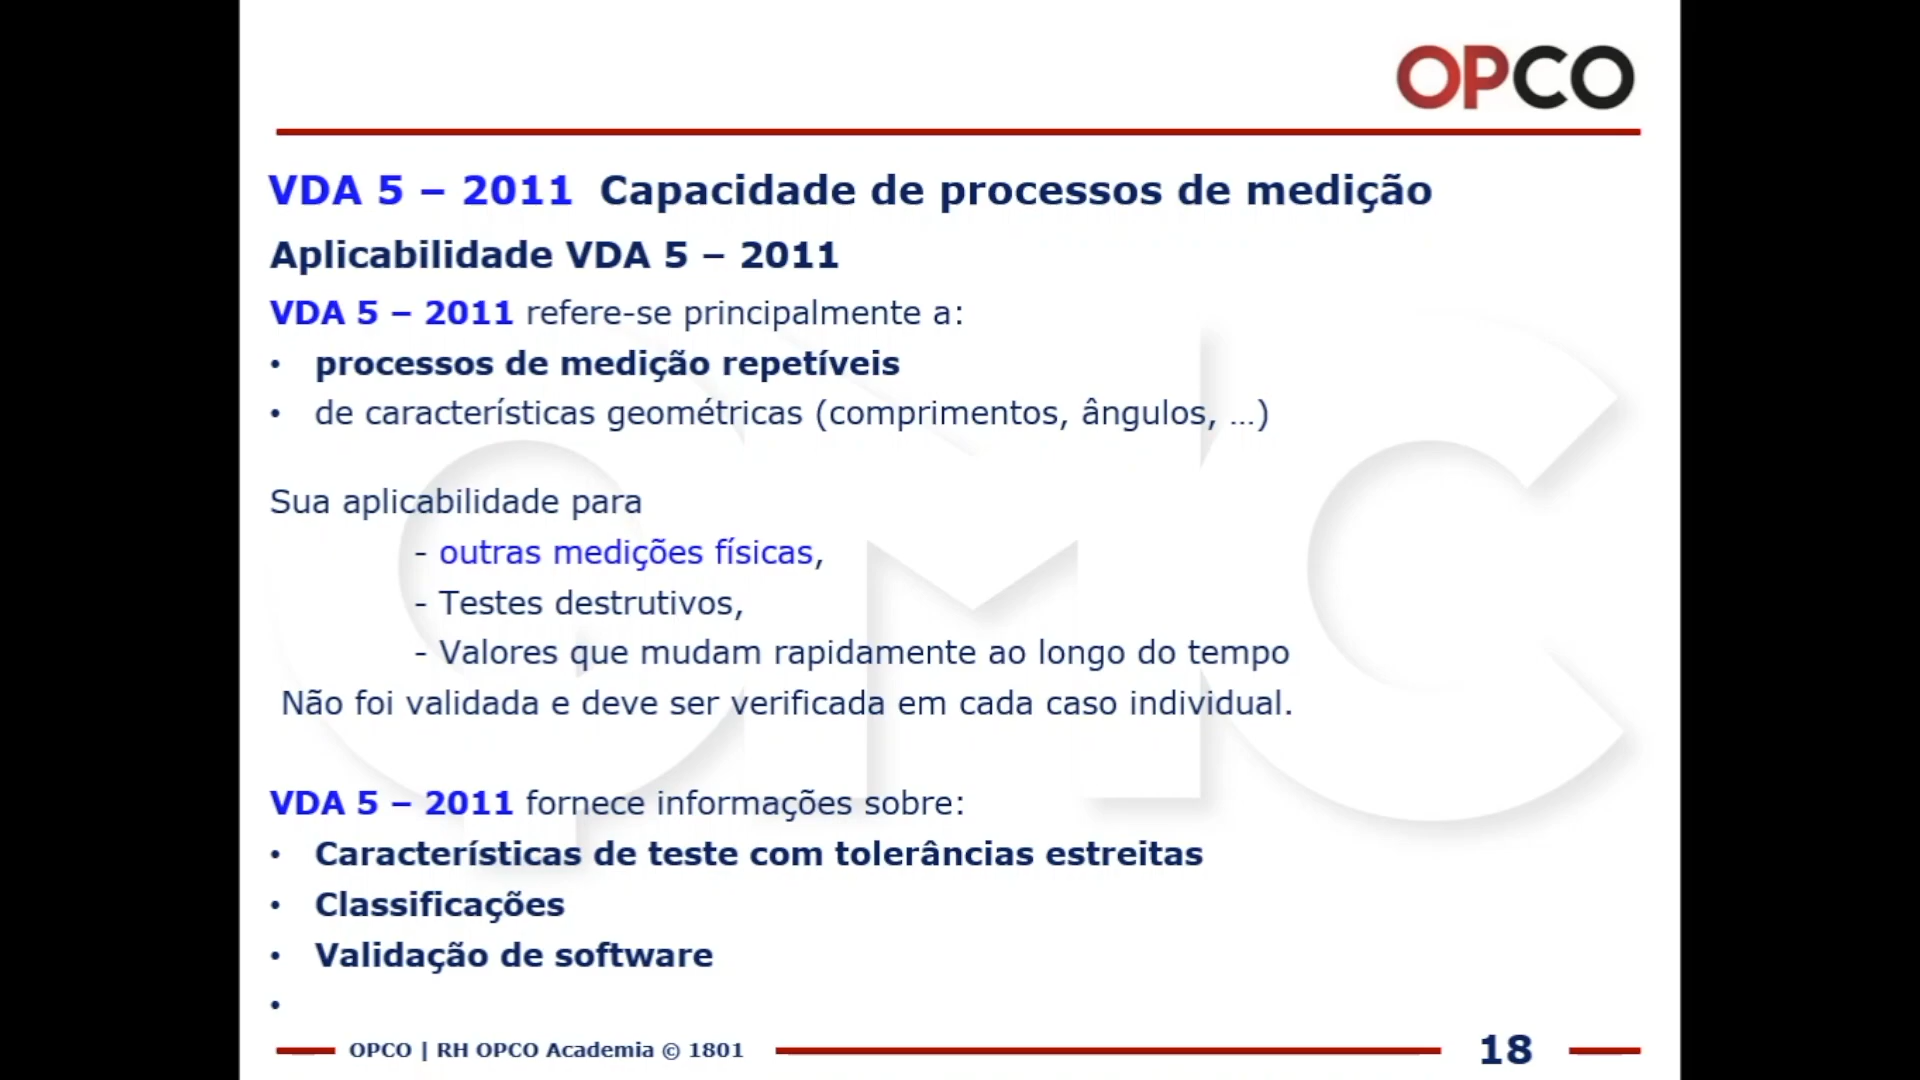 OPCO
VDA 5 – 2011 Capacidade de processos de medição
Aplicabilidade VDA 5 – 2011
VDA 5 – 2011 refere-se principalmente a:
• processos de medição repetíveis
• de características geométricas (comprimentos, ângulos, ...)
Sua aplicabilidade para
- outras medições físicas,
- Testes destrutivos,
- Valores que mudam rapidamente ao longo do tempo
Não foi validada e deve ser verificada em cada caso individual.
VDA 5 – 2011 fornece informações sobre:
• Características de teste com tolerâncias estreitas
• Classificações
• Validação de software
•
OPCO | RH OPCO Academia © 1801
18